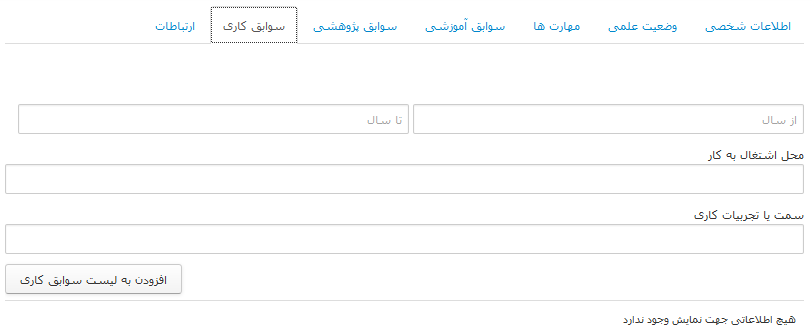 اطلاعات شخصی وضعیت علمی مهارت ها سوابق آموزشی سوابق پژوهشی سوابق کاری ارتباطات
از سال تا سال
محل اشتغال به کار
سمت یا تجربیات کاری
افزودن به لیست سوابق کاری
هیچ اطلاعاتی جهت نمایش وجود ندارد